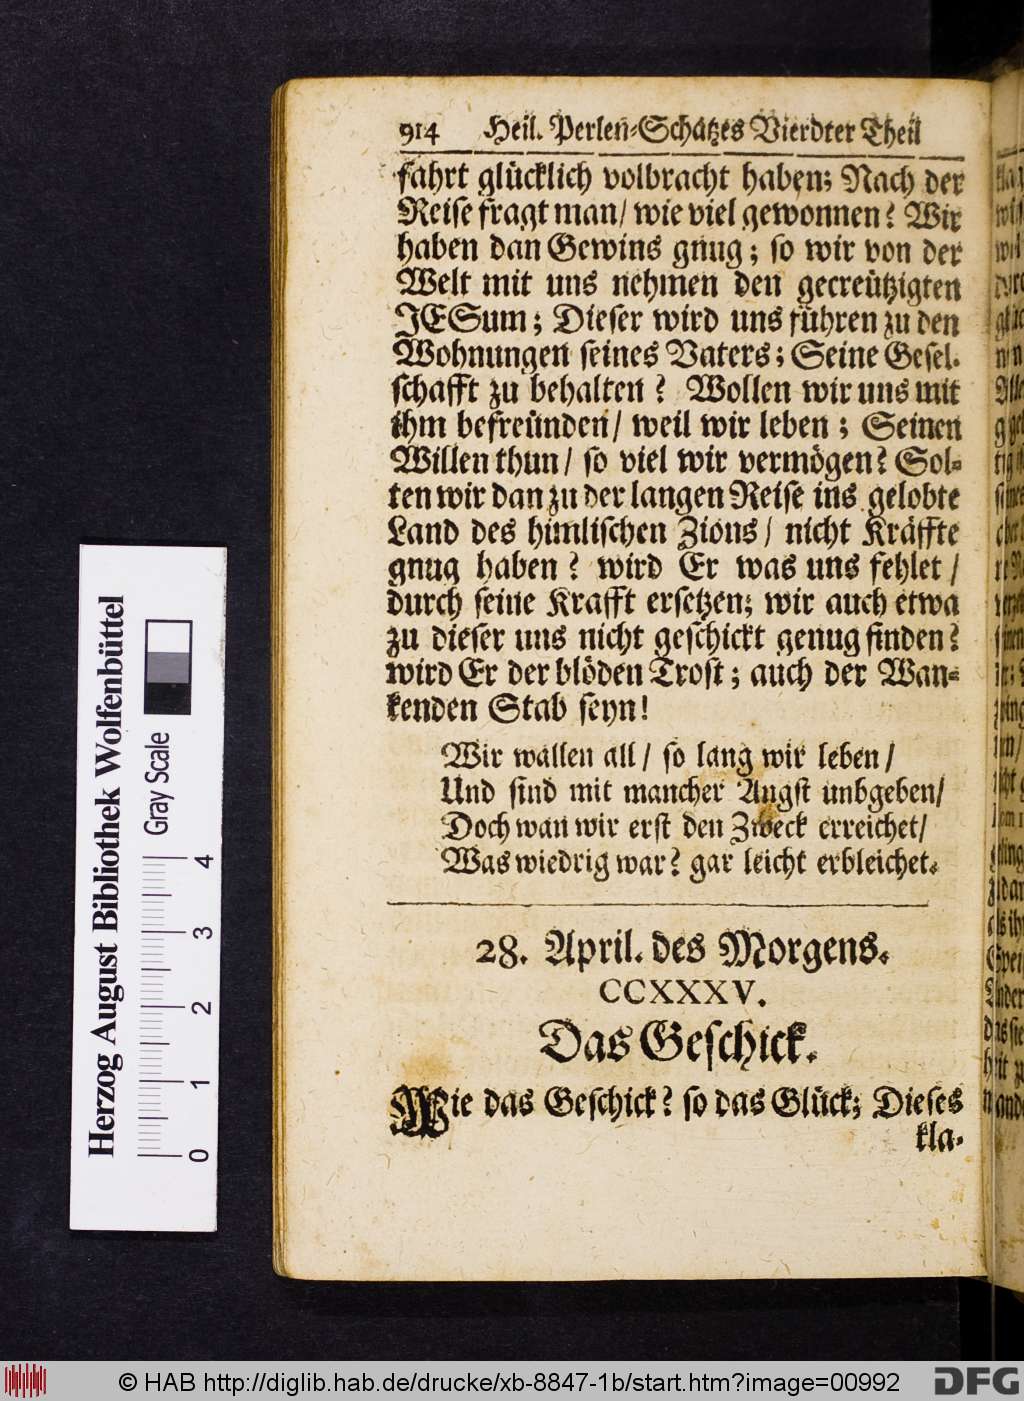 914 Heil. Perlen-Schatzes Vierdter Theil
fahrt glücklich volbracht haben; Nach der
Reise fragt man/ wie viel gewonnen? Wir
haben dan Gewins gnug; so wir von der
Welt mit uns nehmen den gecreützigten
JESum; Dieser wird uns führen zu den
Wohnungen seines Vaters; Seine Gesel-
schafft zu behalten? Wollen wir uns mit
ihm befreünden/ weil wir leben; Seinen
Willen thun/ so viel wir vermögen? Sol-
ten wir dan zu der langen Reise ins gelobte
Land des himlischen Zions/ nicht Kräffte
gnug haben? wird Er was uns fehlet/
durch seine Krafft ersetzen; wir auch etwa
zu dieser uns nicht geschickt genug finden?
wird Er der blöden Trost; auch der Wan-
kenden Stab seyn!
Wir wallen all/ so lang wir leben/
Und sind mit mancher Angst unbgeben/
Doch wan wir erst den Zweck erreichet/
Was wiedrig war? gar leicht erbleichet.
28. April. des Morgens.
CCXXXV.
Das Geschick.
Wie das Geschick? so das Glück; Dieses
kla-
Herzog August Bibliothek Wolfenbüttel
Gray Scale
0 1 2 3 4
© HAB http://diglib.hab.de/drucke/xb-8847-1b/start.htm?image=00992
DFG